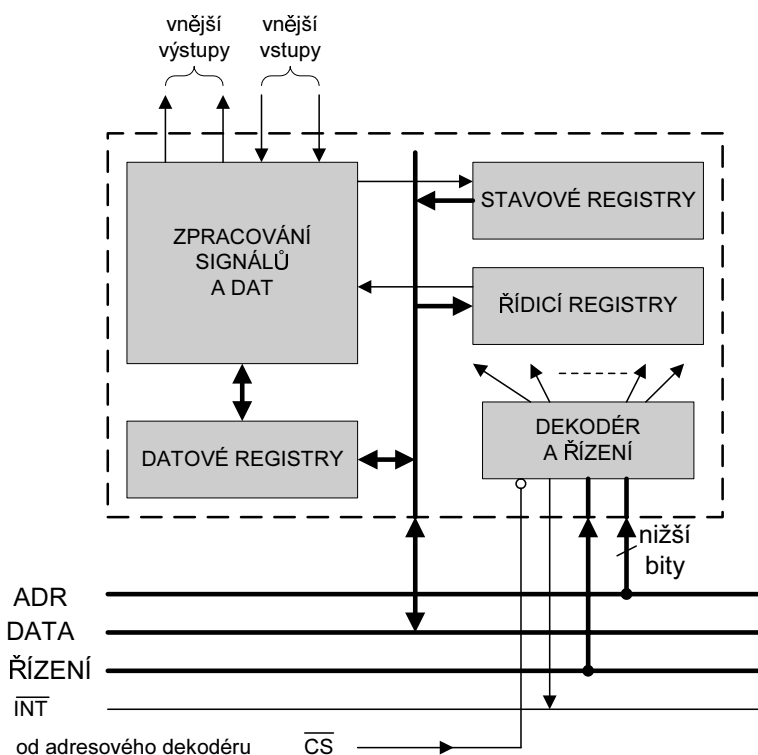 vnější
výstupy
vnější
vstupy
ZPRACOVÁNÍ
SIGNÁLŮ
A DAT
STAVOVÉ REGISTRY
ŘÍDICÍ REGISTRY
DATOVÉ REGISTRY
DEKODÉR
A ŘÍZENÍ
nižší
bity
ADR
DATA
ŘÍZENÍ
INT
od adresového dekodéru CS